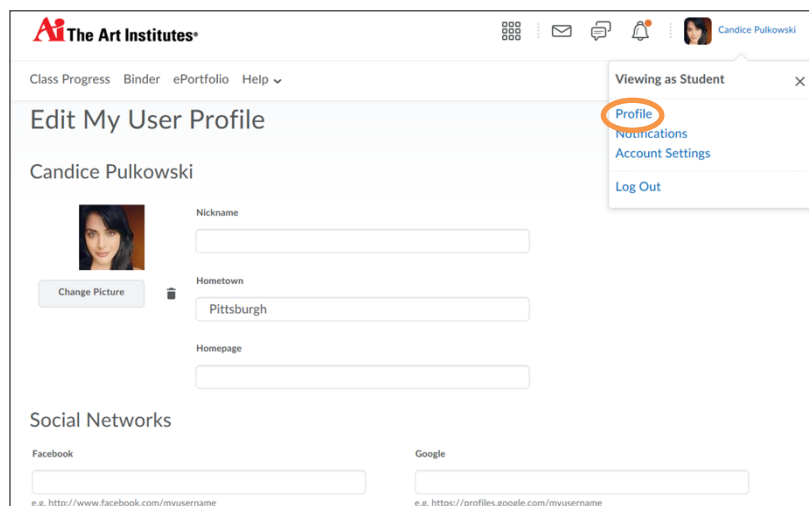 Ai The Art Institutes®
Candice Pulkowski
Class Progress Binder ePortfolio Help
Viewing as Student
Profile
Notifications
Account Settings
Log Out
Edit My User Profile
Candice Pulkowski
Nickname
Change Picture
Hometown
Pittsburgh
Homepage
Social Networks
Facebook Google
e.g. http://www.facebook.com/myusername e.g. https://profiles.google.com/myusername